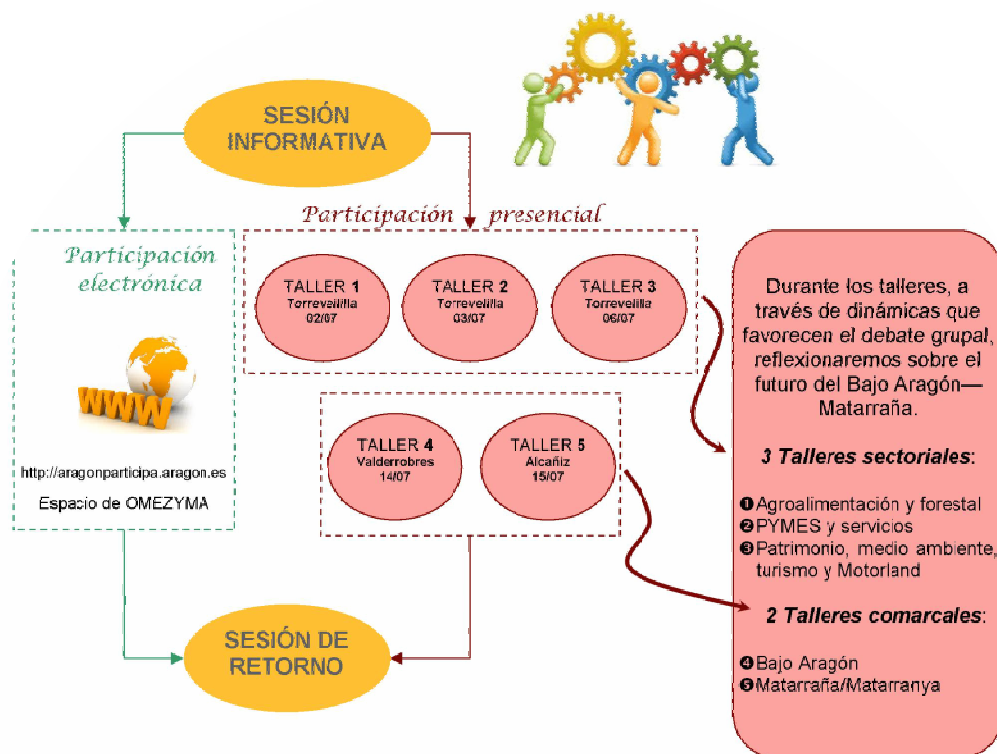 SESIÓN
INFORMATIVA
Participación presencial
Participación
electrónica
WWW
http://aragonparticipa.aragon.es
Espacio de OMEZYMA
TALLER 1
Torrevelilla
02/07
TALLER 2
Torrevelilla
03/07
TALLER 3
Torrevelilla
06/07
TALLER 4
Valderrobres
14/07
TALLER 5
Alcañiz
15/07
SESIÓN DE
RETORNO
Durante los talleres, a
través de dinámicas que
favorecen el debate grupal,
reflexionaremos sobre el
futuro del Bajo Aragón—
Matarraña.
3 Talleres sectoriales:
❶Agroalimentación y forestal
❷PYMES y servicios
❸Patrimonio, medio ambiente,
turismo y Motorland
2 Talleres comarcales:
❹Bajo Aragón
❺Matarraña/Matarranya